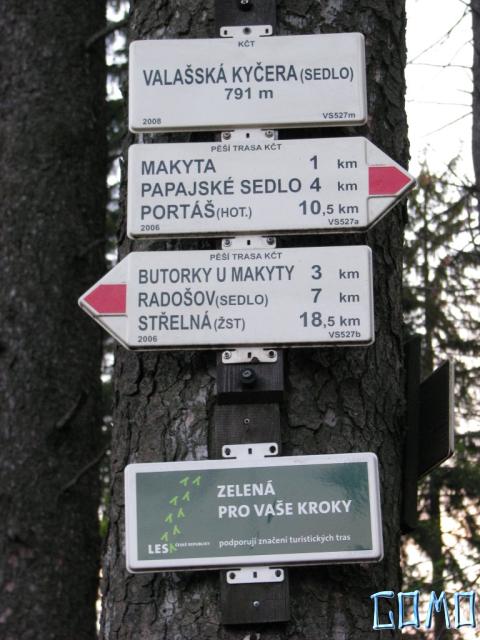 KČT
VALAŠSKÁ KYČERA (SEDLO)
791 m
2008 VS527m
PĚŠÍ TRASA KČT
MAKYTA 1 km
PAPAJSKÉ SEDLO 4 km
PORTÁŠ (HOT.) 10,5 km
2006 VS527a
PĚŠÍ TRASA KČT
BUTORKY U MAKYTY 3 km
RADOŠOV (SEDLO) 7 km
STŘELNÁ (ŽST) 18,5 km
2006 VS527b
ZELENÁ
PRO VAŠE KROKY
LESY ČESKÉ REPUBLIKY podporují značení turistických tras
GOMO